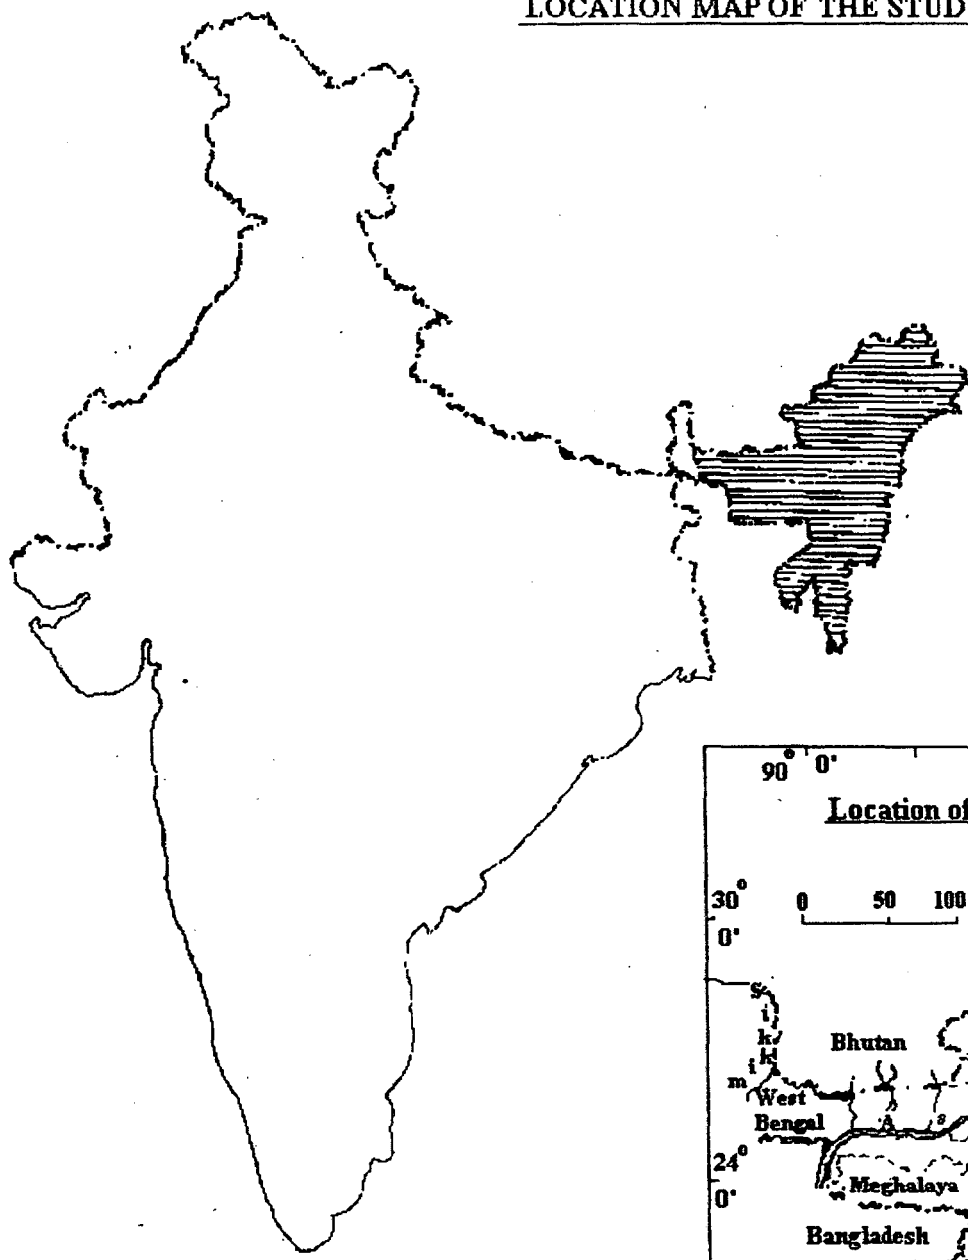 LOCATION MAP OF THE STUD
90° 0'
Location of
30° 0'
0 50 100
Sikkim
Bhutan
West
Bengal
A s
24° 0'
Meghalaya
Bangladesh